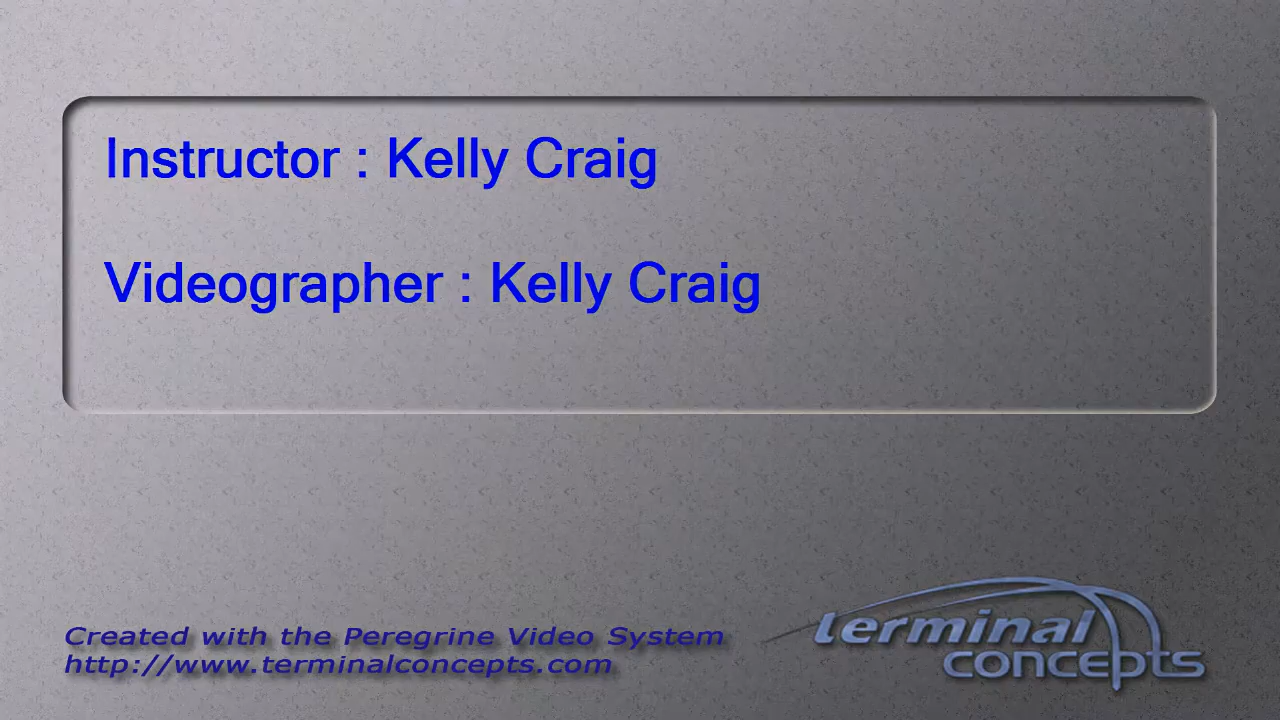 Instructor : Kelly Craig
Videographer : Kelly Craig
Created with the Peregrine Video System
http://www.terminalconcepts.com
terminal
concepts